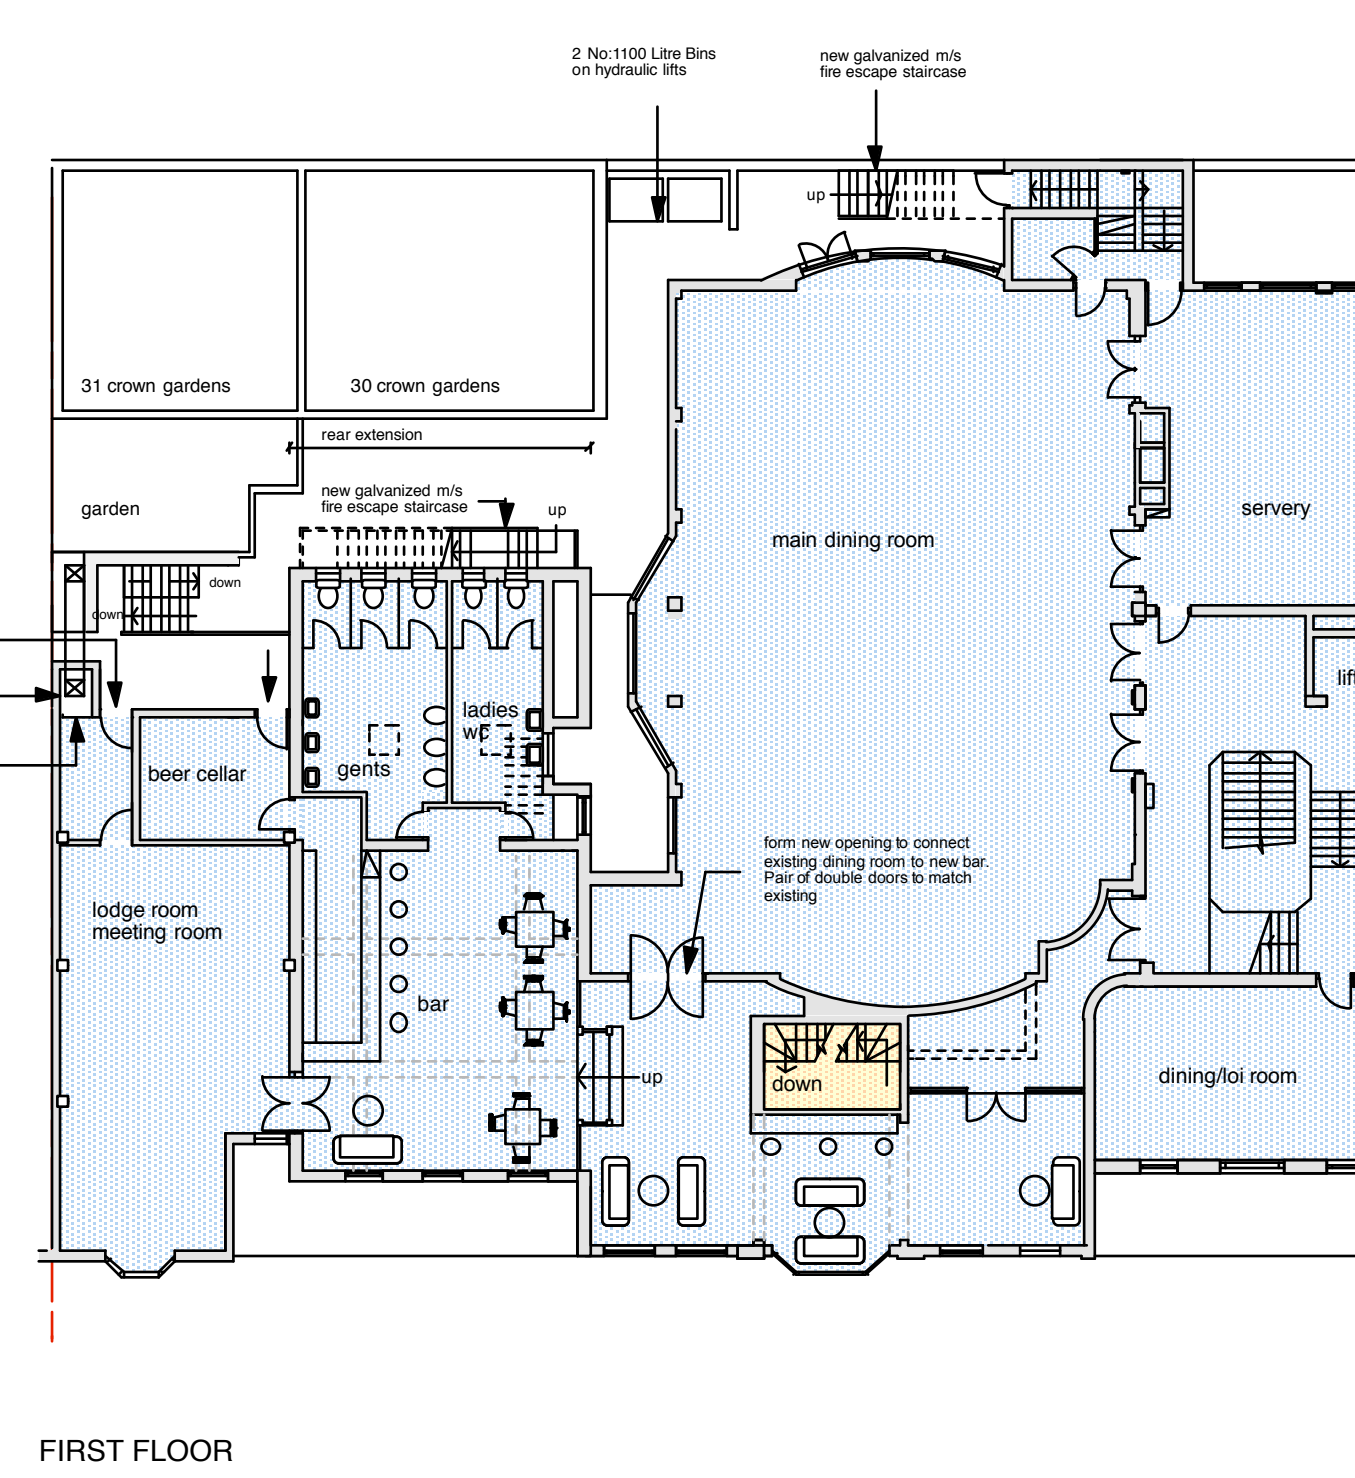 2 No:1100 Litre Bins
on hydraulic lifts
new galvanized m/s
fire escape staircase
up
31 crown gardens
30 crown gardens
rear extension
new galvanized m/s
fire escape staircase
up
garden
down
down
main dining room
servery
lift
ladies
wc
gents
beer cellar
form new opening to connect
existing dining room to new bar.
Pair of double doors to match
existing
lodge room
meeting room
bar
up
down
dining/loi room
FIRST FLOOR